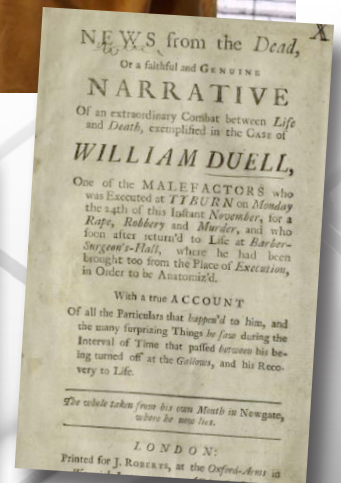 X
NEWS from the Dead,
Or a faithful and GENUINE
NARRATIVE
Of an extraordinary Combat between Life
and Death, exemplified in the CASE of
WILLIAM DUELL,
One of the MALEFACTORS who
was Executed at TYBURN on Monday
the 24th of this Instant November, for a
Rape, Robbery and Murder, and who
soon after return'd to Life at Barber-
Surgeon's-Hall, where he had been
brought too from the Place of Execution,
in Order to be Anatomiz'd.
With a true ACCOUNT
Of all the Particulars that happen'd to him, and
the many surprizing Things he saw during the
Interval of Time that passed between his be-
ing turned off at the Gallows, and his Reco-
very to Life.
The whole taken from his own Mouth in Newgate,
where he now lies.
LONDON:
Printed for J. ROBERTS, at the Oxford-Arms in